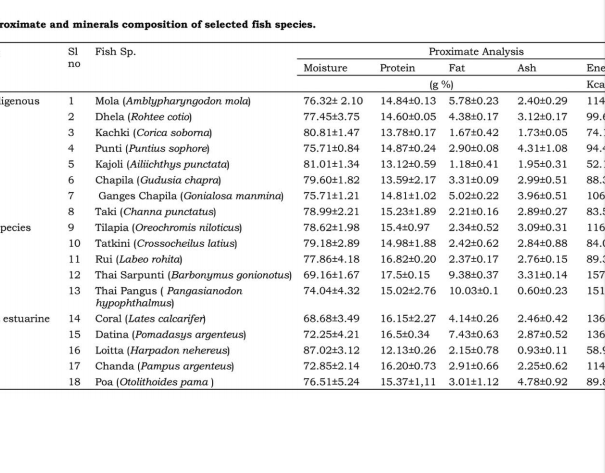 roximate and minerals composition of selected fish species.
Sl no Fish Sp. Proximate Analysis
Moisture Protein Fat Ash Ene
(g %) Kca
ligenous 1 Mola (Amblypharyngodon mola) 76.32± 2.10 14.84±0.13 5.78±0.23 2.40±0.29 114
2 Dhela (Rohtee cotio) 77.45±3.75 14.60±0.05 4.38±0.17 3.12±0.17 99.6
3 Kachki (Corica soborna) 80.81±1.47 13.78±0.17 1.67±0.42 1.73±0.05 74.
4 Punti (Puntius sophore) 75.71±0.84 14.87±0.24 2.90±0.08 4.31±1.08 94.4
5 Kajoli (Ailiichthys punctata) 81.01±1.34 13.12±0.59 1.18±0.41 1.95±0.31 52.
6 Chapila (Gudusia chapra) 79.60±1.82 13.59±2.17 3.31±0.09 2.99±0.51 88.3
7 Ganges Chapila (Gonialosa manmina) 75.71±1.21 14.81±1.02 5.02±0.22 3.96±0.51 106
8 Taki (Channa punctatus) 78.99±2.21 15.23±1.89 2.21±0.16 2.89±0.27 83.5
pecies 9 Tilapia (Oreochromis niloticus) 78.62±1.98 15.4±0.97 2.34±0.52 3.09±0.31 116
10 Tatkini (Crossocheilus latius) 79.18±2.89 14.98±1.88 2.42±0.62 2.84±0.88 84.0
11 Rui (Labeo rohita) 77.86±4.18 16.82±0.20 2.37±0.17 2.76±0.15 89.3
12 Thai Sarpunti (Barbonymus gonionotus) 69.16±1.67 17.5±0.15 9.38±0.37 3.31±0.14 157
13 Thai Pangus ( Pangasianodon 74.04±4.32 15.02±2.76 10.03±0.1 0.60±0.23 151
hypophthalmus)
estuarine 14 Coral (Lates calcarifer) 68.68±3.49 16.15±2.27 4.14±0.26 2.46±0.42 136
15 Datina (Pomadasys argenteus) 72.25±4.21 16.5±0.34 7.43±0.63 2.87±0.52 136
16 Loitta (Harpadon nehereus) 87.02±3.12 12.13±0.26 2.15±0.78 0.93±0.11 58.9
17 Chanda (Pampus argenteus) 72.85±2.14 16.20±0.73 2.91±0.66 2.25±0.62 114
18 Poa (Otolithoides pama ) 76.51±5.24 15.37±1,11 3.01±1.12 4.78±0.92 89.8